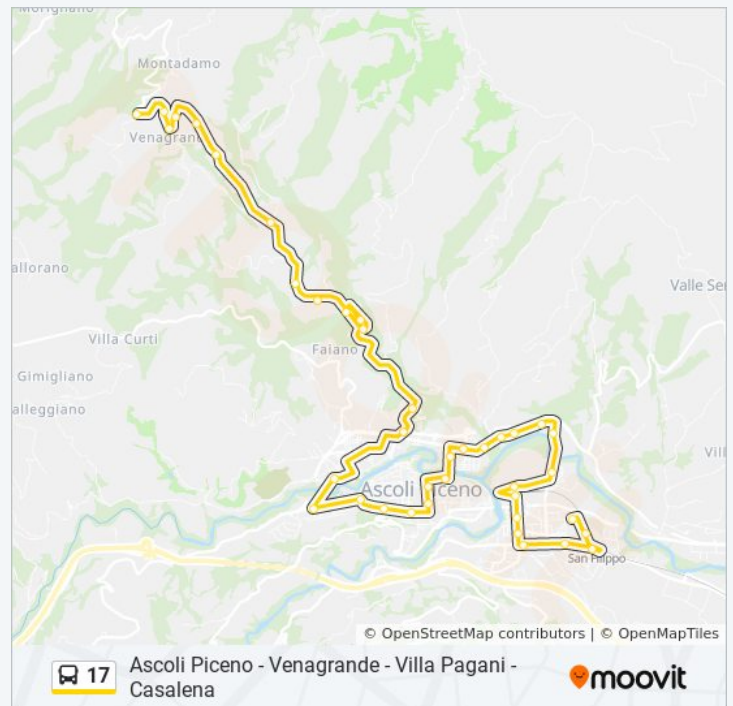 Montadamo
Venagran
allorano
Valle Se
Villa Curti
Faiano
Gimigliano
alleggiano
Vill
Ascoli Piceno
San Filippo
© OpenStreetMap contributors | © OpenMapTiles
17 Ascoli Piceno - Venagrande - Villa Pagani -
Casalena
moovit